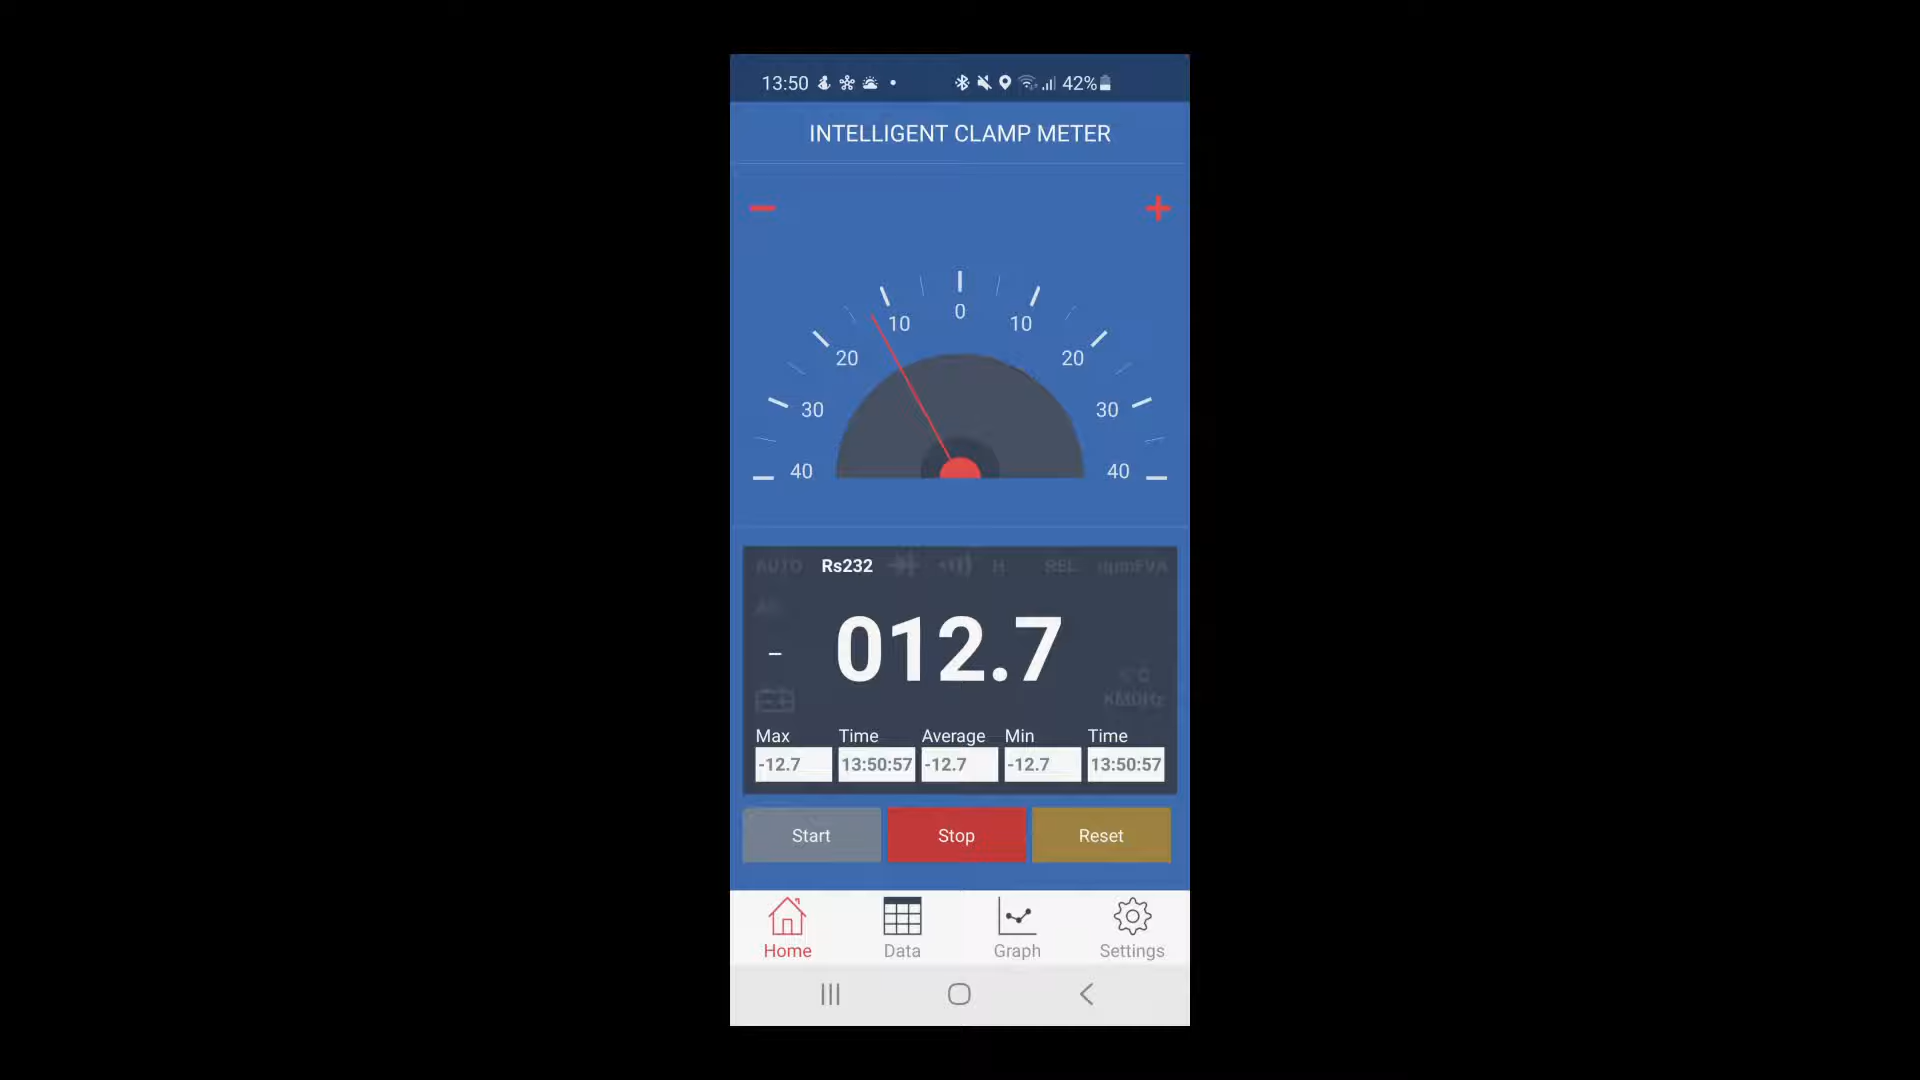 13:50 42%
INTELLIGENT CLAMP METER
− +
0
10 10
20 20
30 30
40 40
AUTO Rs232 H REL
- 012.7
°C
Max Time Average Min Time
-12.7 13:50:57 -12.7 -12.7 13:50:57
Start Stop Reset
Home Data Graph Settings